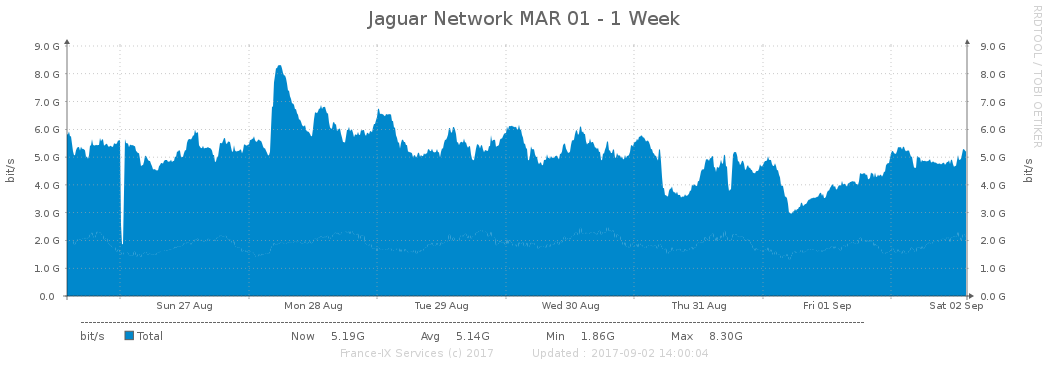 Jaguar Network MAR 01 - 1 Week
RRDTOOL / TOBI OETIKER
bit/s
9.0 G 9.0 G
8.0 G 8.0 G
7.0 G 7.0 G
6.0 G 6.0 G
5.0 G 5.0 G
4.0 G 4.0 G
3.0 G 3.0 G
2.0 G 2.0 G
1.0 G 1.0 G
0.0 0.0 G
bit/s
Sun 27 Aug Mon 28 Aug Tue 29 Aug Wed 30 Aug Thu 31 Aug Fri 01 Sep Sat 02 Sep
bit/s Total Now 5.19G Avg 5.14G Min 1.86G Max 8.30G
France-IX Services (c) 2017 Updated : 2017-09-02 14:00:04